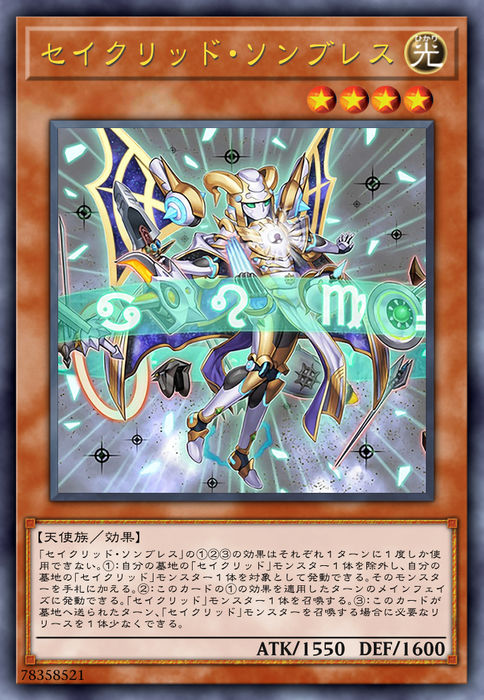 セイクリッド・ソンブレス
ひかり
光
【天使族／効果】
「セイクリッド・ソンブレス」の①②③の効果はそれぞれ１ターンに１度しか使
用できない。①：自分の墓地の「セイクリッド」モンスター１体を除外し、自分の
墓地の「セイクリッド」モンスター１体を対象として発動できる。そのモンスタ
ーを手札に加える。②：このカードの①の効果を適用したターンのメインフェイ
ズに発動できる。「セイクリッド」モンスター１体を召喚する。③：このカードが
墓地へ送られたターン、「セイクリッド」モンスターを召喚する場合に必要なリ
リースを１体少なくできる。
ATK/1550 DEF/1600
78358521